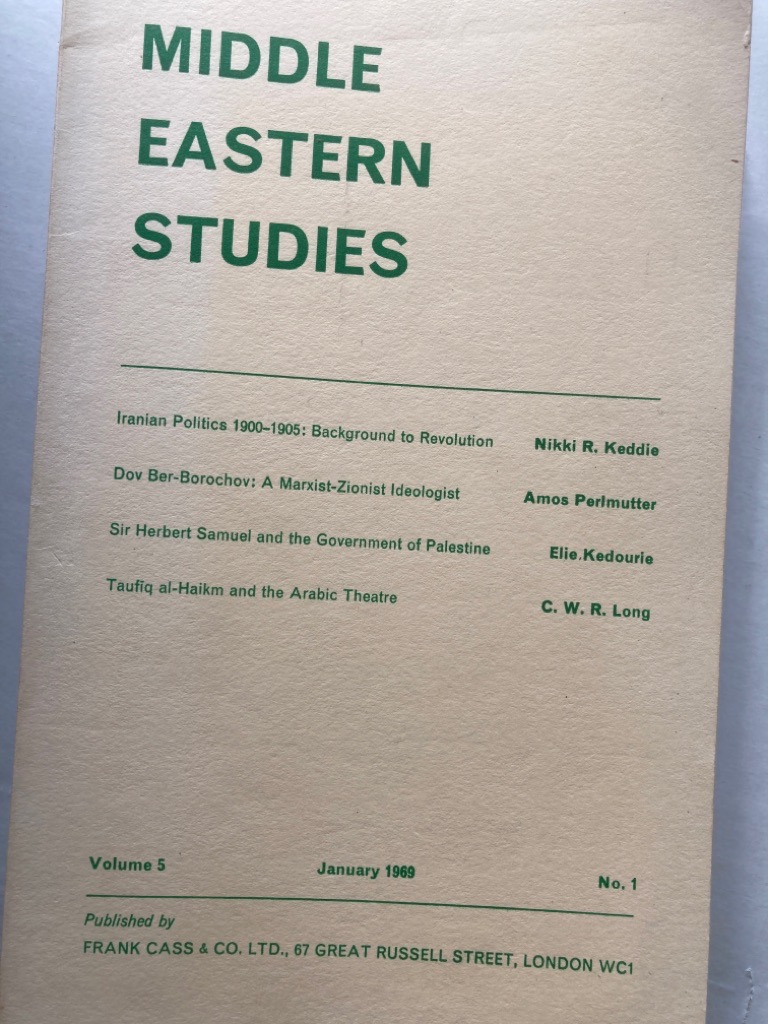 MIDDLE
EASTERN
STUDIES
Iranian Politics 1900–1905: Background to Revolution Nikki R. Keddie
Dov Ber-Borochov: A Marxist-Zionist Ideologist Amos Perlmutter
Sir Herbert Samuel and the Government of Palestine Elie Kedourie
Taufiq al-Haikm and the Arabic Theatre C. W. R. Long
Volume 5 January 1969 No. 1
Published by
FRANK CASS & CO. LTD., 67 GREAT RUSSELL STREET, LONDON WC1